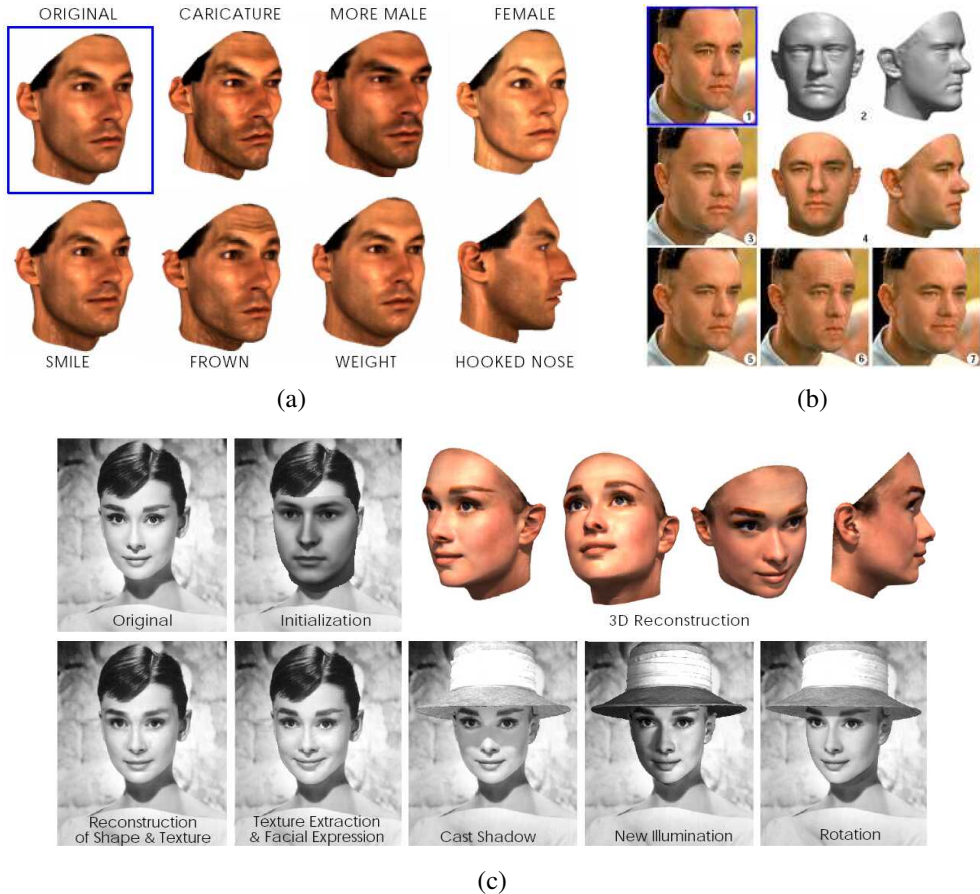 ORIGINAL CARICATURE MORE MALE FEMALE
SMILE FROWN WEIGHT HOOKED NOSE
(a)
1 2
3 4
5 6 7
(b)
Original Initialization 3D Reconstruction
Reconstruction
of Shape & Texture
Texture Extraction
& Facial Expression
Cast Shadow
New Illumination
Rotation
(c)